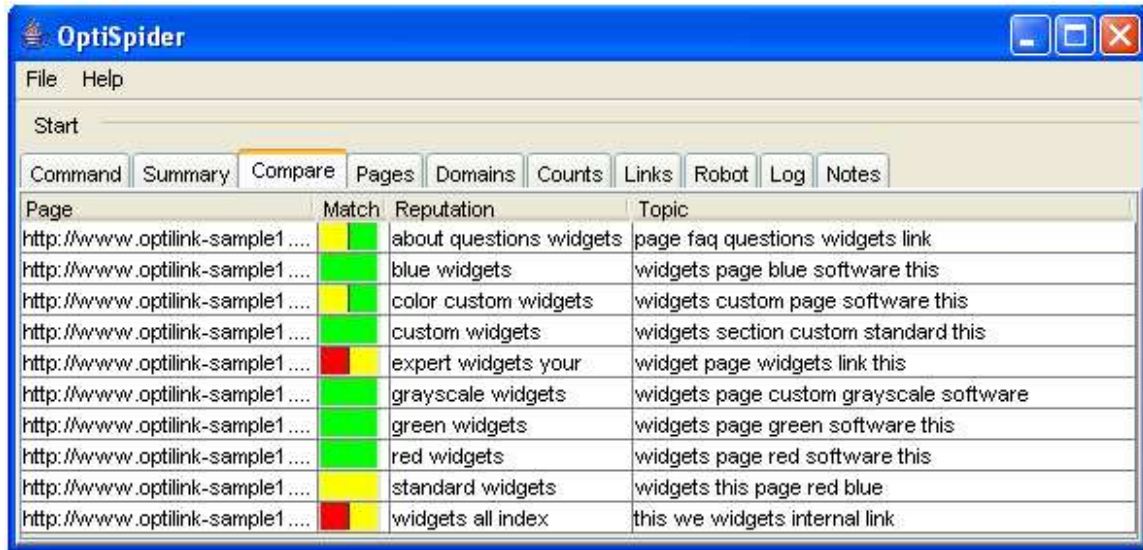 OptiSpider
File Help
Start
Command Summary Compare Pages Domains Counts Links Robot Log Notes
Page Match Reputation Topic
http://www.optilink-sample1.... about questions widgets page faq questions widgets link
http://www.optilink-sample1.... blue widgets widgets page blue software this
http://www.optilink-sample1.... color custom widgets widgets custom page software this
http://www.optilink-sample1.... custom widgets widgets section custom standard this
http://www.optilink-sample1.... expert widgets your widget page widgets link this
http://www.optilink-sample1.... grayscale widgets widgets page custom grayscale software
http://www.optilink-sample1.... green widgets widgets page green software this
http://www.optilink-sample1.... red widgets widgets page red software this
http://www.optilink-sample1.... standard widgets widgets this page red blue
http://www.optilink-sample1.... widgets all index this we widgets internal link